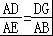 AD/AE = DG/AB